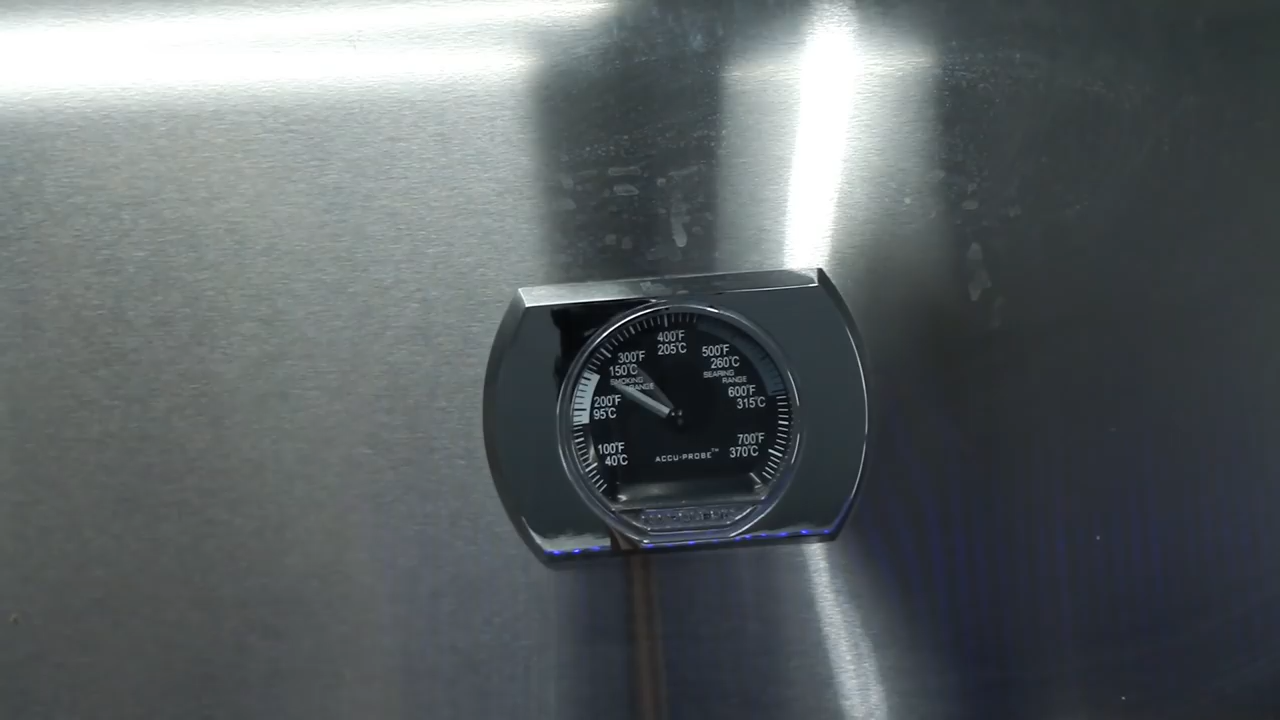 400°F
205°C
300°F
150°C
500°F
260°C
SMOKING
RANGE
SEARING
RANGE
200°F
95°C
600°F
315°C
100°F
40°C
700°F
370°C
ACCU-PROBE™